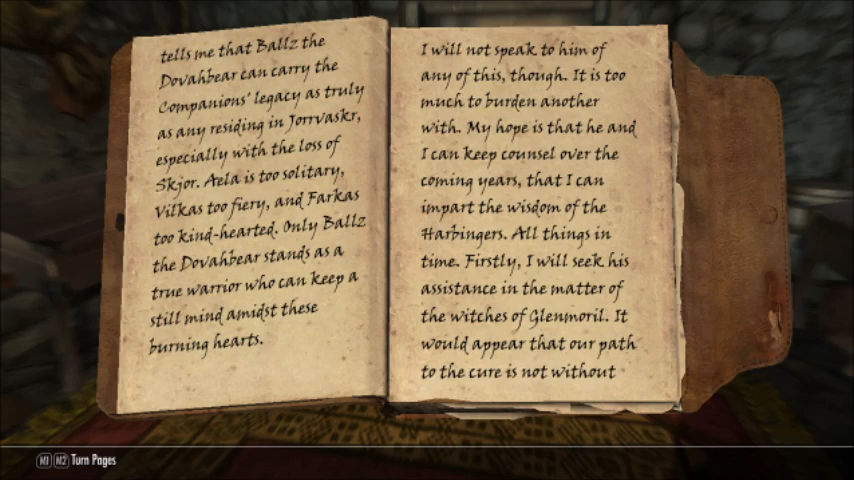 tells me that Ballz the
Dovahbear can carry the
Companions' legacy as truly
as any residing in Jorrvaskr,
especially with the loss of
Skjor. Aela is too solitary,
Vilkas too fiery, and Farkas
too kind-hearted. Only Ballz
the Dovahbear stands as a
true warrior who can keep a
still mind amidst these
burning hearts.
I will not speak to him of
any of this, though. It is too
much to burden another
with. My hope is that he and
I can keep counsel over the
coming years, that I can
impart the wisdom of the
Harbingers. All things in
time. Firstly, I will seek his
assistance in the matter of
the witches of Glenmoril. It
would appear that our path
to the cure is not without
M1 M2 Turn Pages